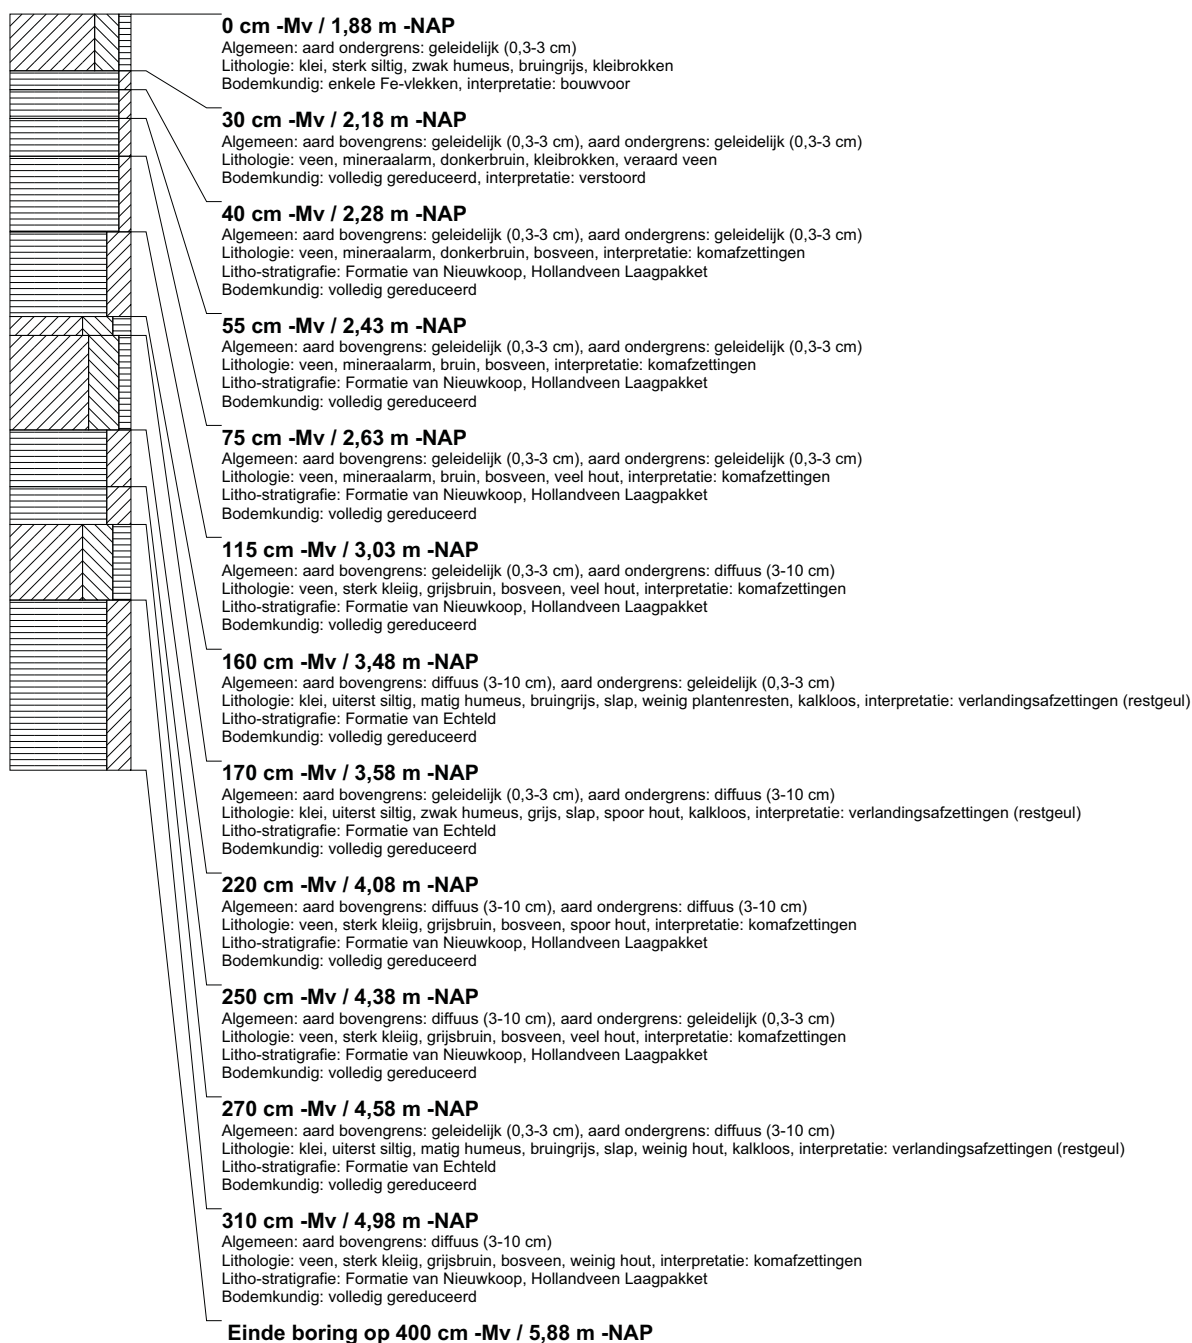 0 cm -Mv / 1,88 m -NAP
Algemeen: aard ondergrens: geleidelijk (0,3-3 cm)
Lithologie: klei, sterk siltig, zwak humeus, bruingrijs, kleibrokken
Bodemkundig: enkele Fe-vlekken, interpretatie: bouwvoor
30 cm -Mv / 2,18 m -NAP
Algemeen: aard bovengrens: geleidelijk (0,3-3 cm), aard ondergrens: geleidelijk (0,3-3 cm)
Lithologie: veen, mineraalarm, donkerbruin, kleibrokken, veraard veen
Bodemkundig: volledig gereduceerd, interpretatie: verstoord
40 cm -Mv / 2,28 m -NAP
Algemeen: aard bovengrens: geleidelijk (0,3-3 cm), aard ondergrens: geleidelijk (0,3-3 cm)
Lithologie: veen, mineraalarm, donkerbruin, bosveen, interpretatie: komafzettingen
Litho-stratigrafie: Formatie van Nieuwkoop, Hollandveen Laagpakket
Bodemkundig: volledig gereduceerd
55 cm -Mv / 2,43 m -NAP
Algemeen: aard bovengrens: geleidelijk (0,3-3 cm), aard ondergrens: geleidelijk (0,3-3 cm)
Lithologie: veen, mineraalarm, bruin, bosveen, interpretatie: komafzettingen
Litho-stratigrafie: Formatie van Nieuwkoop, Hollandveen Laagpakket
Bodemkundig: volledig gereduceerd
75 cm -Mv / 2,63 m -NAP
Algemeen: aard bovengrens: geleidelijk (0,3-3 cm), aard ondergrens: geleidelijk (0,3-3 cm)
Lithologie: veen, mineraalarm, bruin, bosveen, veel hout, interpretatie: komafzettingen
Litho-stratigrafie: Formatie van Nieuwkoop, Hollandveen Laagpakket
Bodemkundig: volledig gereduceerd
115 cm -Mv / 3,03 m -NAP
Algemeen: aard bovengrens: geleidelijk (0,3-3 cm), aard ondergrens: diffuus (3-10 cm)
Lithologie: veen, sterk kleiig, grijsbruin, bosveen, veel hout, interpretatie: komafzettingen
Litho-stratigrafie: Formatie van Nieuwkoop, Hollandveen Laagpakket
Bodemkundig: volledig gereduceerd
160 cm -Mv / 3,48 m -NAP
Algemeen: aard bovengrens: diffuus (3-10 cm), aard ondergrens: geleidelijk (0,3-3 cm)
Lithologie: klei, uiterst siltig, matig humeus, bruingrijs, slap, weinig plantenresten, kalkloos, interpretatie: verlandingsafzettingen (restgeul)
Litho-stratigrafie: Formatie van Echteld
Bodemkundig: volledig gereduceerd
170 cm -Mv / 3,58 m -NAP
Algemeen: aard bovengrens: geleidelijk (0,3-3 cm), aard ondergrens: diffuus (3-10 cm)
Lithologie: klei, uiterst siltig, zwak humeus, grijs, slap, spoor hout, kalkloos, interpretatie: verlandingsafzettingen (restgeul)
Litho-stratigrafie: Formatie van Echteld
Bodemkundig: volledig gereduceerd
220 cm -Mv / 4,08 m -NAP
Algemeen: aard bovengrens: diffuus (3-10 cm), aard ondergrens: diffuus (3-10 cm)
Lithologie: veen, sterk kleiig, grijsbruin, bosveen, spoor hout, interpretatie: komafzettingen
Litho-stratigrafie: Formatie van Nieuwkoop, Hollandveen Laagpakket
Bodemkundig: volledig gereduceerd
250 cm -Mv / 4,38 m -NAP
Algemeen: aard bovengrens: diffuus (3-10 cm), aard ondergrens: geleidelijk (0,3-3 cm)
Lithologie: veen, sterk kleiig, grijsbruin, bosveen, veel hout, interpretatie: komafzettingen
Litho-stratigrafie: Formatie van Nieuwkoop, Hollandveen Laagpakket
Bodemkundig: volledig gereduceerd
270 cm -Mv / 4,58 m -NAP
Algemeen: aard bovengrens: geleidelijk (0,3-3 cm), aard ondergrens: diffuus (3-10 cm)
Lithologie: klei, uiterst siltig, matig humeus, bruingrijs, slap, weinig hout, kalkloos, interpretatie: verlandingsafzettingen (restgeul)
Litho-stratigrafie: Formatie van Echteld
Bodemkundig: volledig gereduceerd
310 cm -Mv / 4,98 m -NAP
Algemeen: aard bovengrens: diffuus (3-10 cm)
Lithologie: veen, sterk kleiig, grijsbruin, bosveen, weinig hout, interpretatie: komafzettingen
Litho-stratigrafie: Formatie van Nieuwkoop, Hollandveen Laagpakket
Bodemkundig: volledig gereduceerd
Einde boring op 400 cm -Mv / 5,88 m -NAP